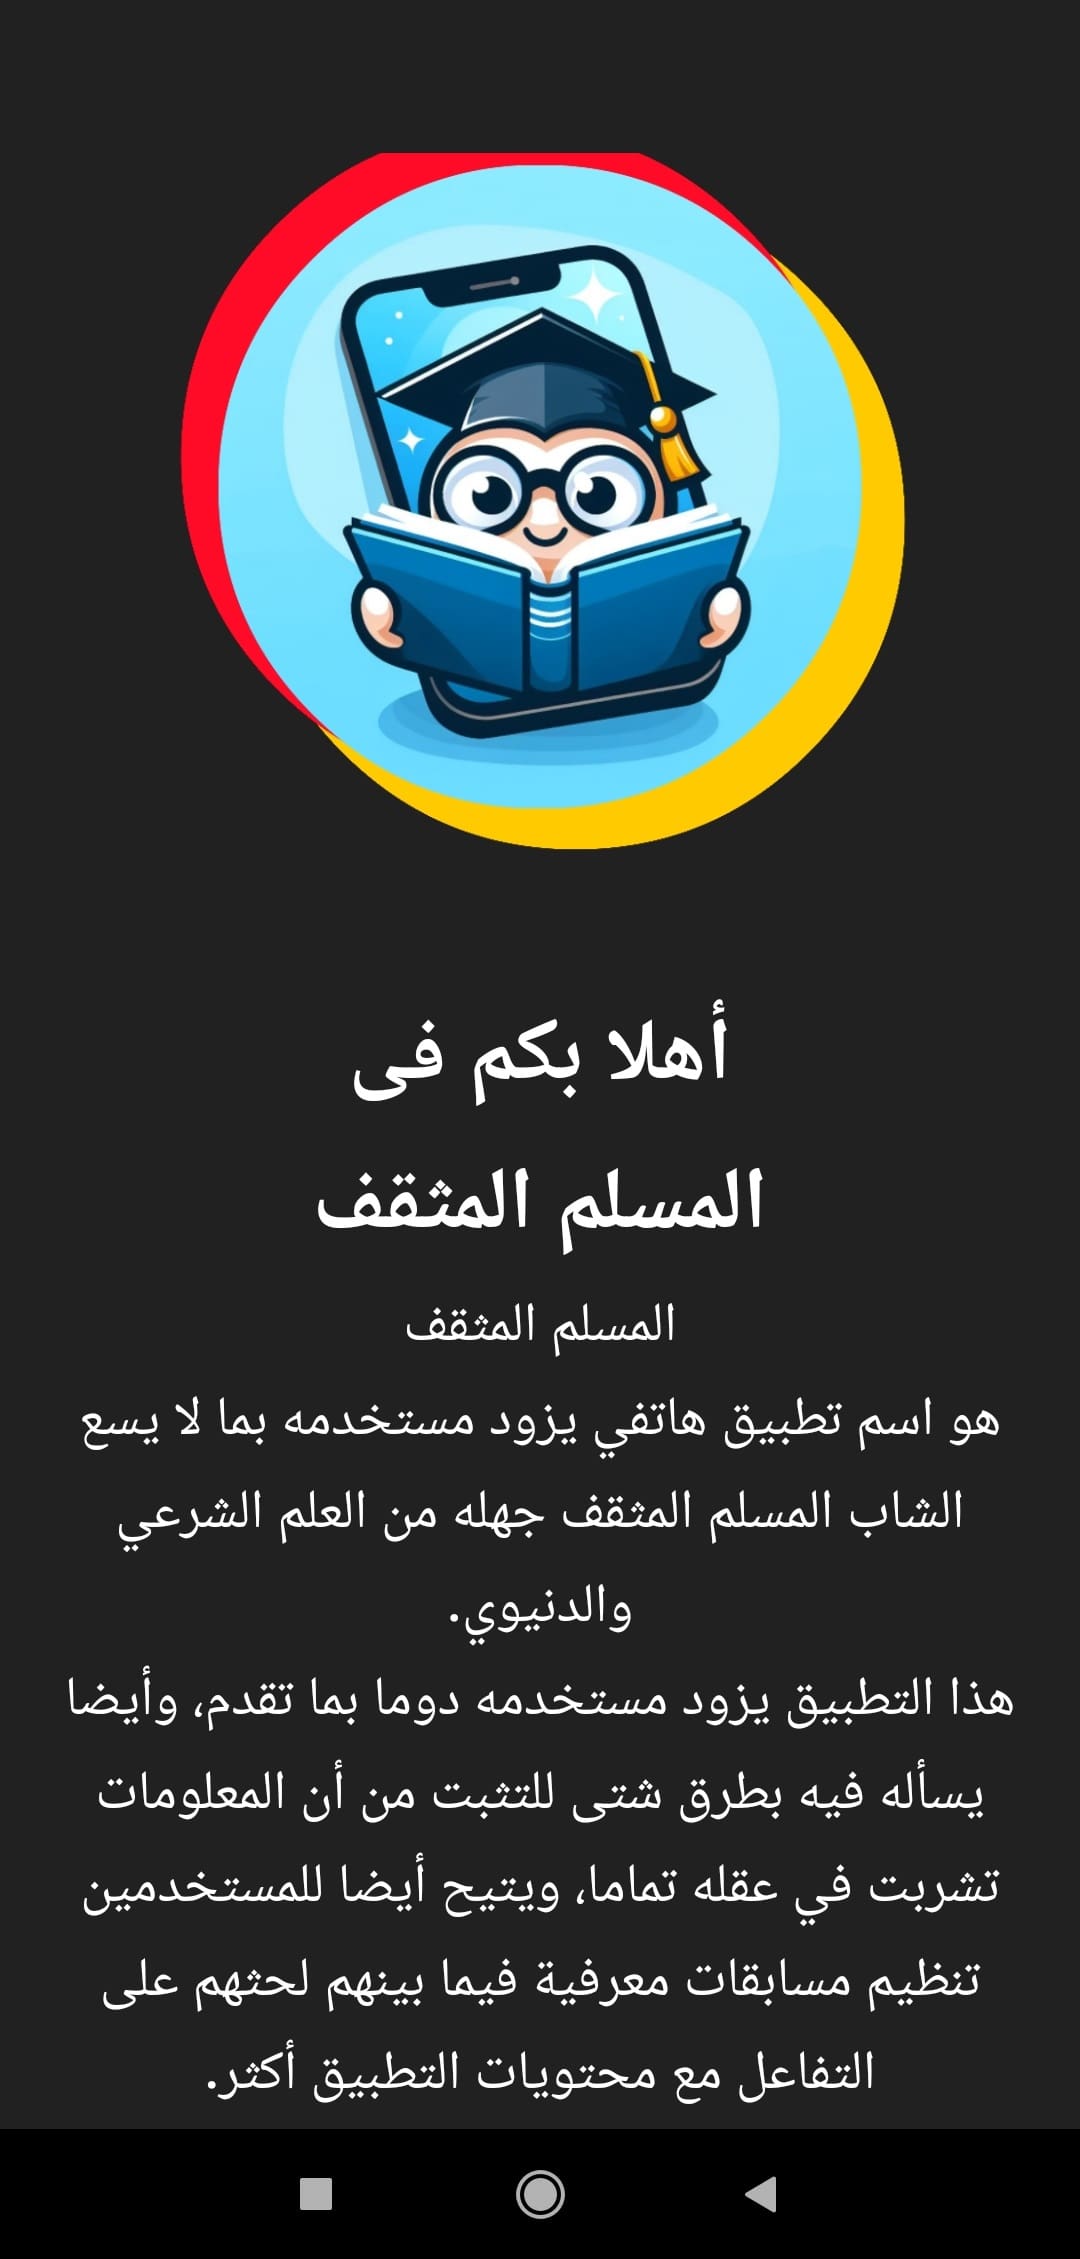 أهلا بكم فى
المسلم المثقف
المسلم المثقف
هو اسم تطبيق هاتفي يزود مستخدمه بما لا يسع
الشاب المسلم المثقف جهله من العلم الشرعي
والدنيوي.
هذا التطبيق يزود مستخدمه دوما بما تقدم، وأيضا
يسأله فيه بطرق شتى للتثبت من أن المعلومات
تشربت في عقله تماما، ويتيح أيضا للمستخدمين
تنظيم مسابقات معرفية فيما بينهم لحثهم على
التفاعل مع محتويات التطبيق أكثر.